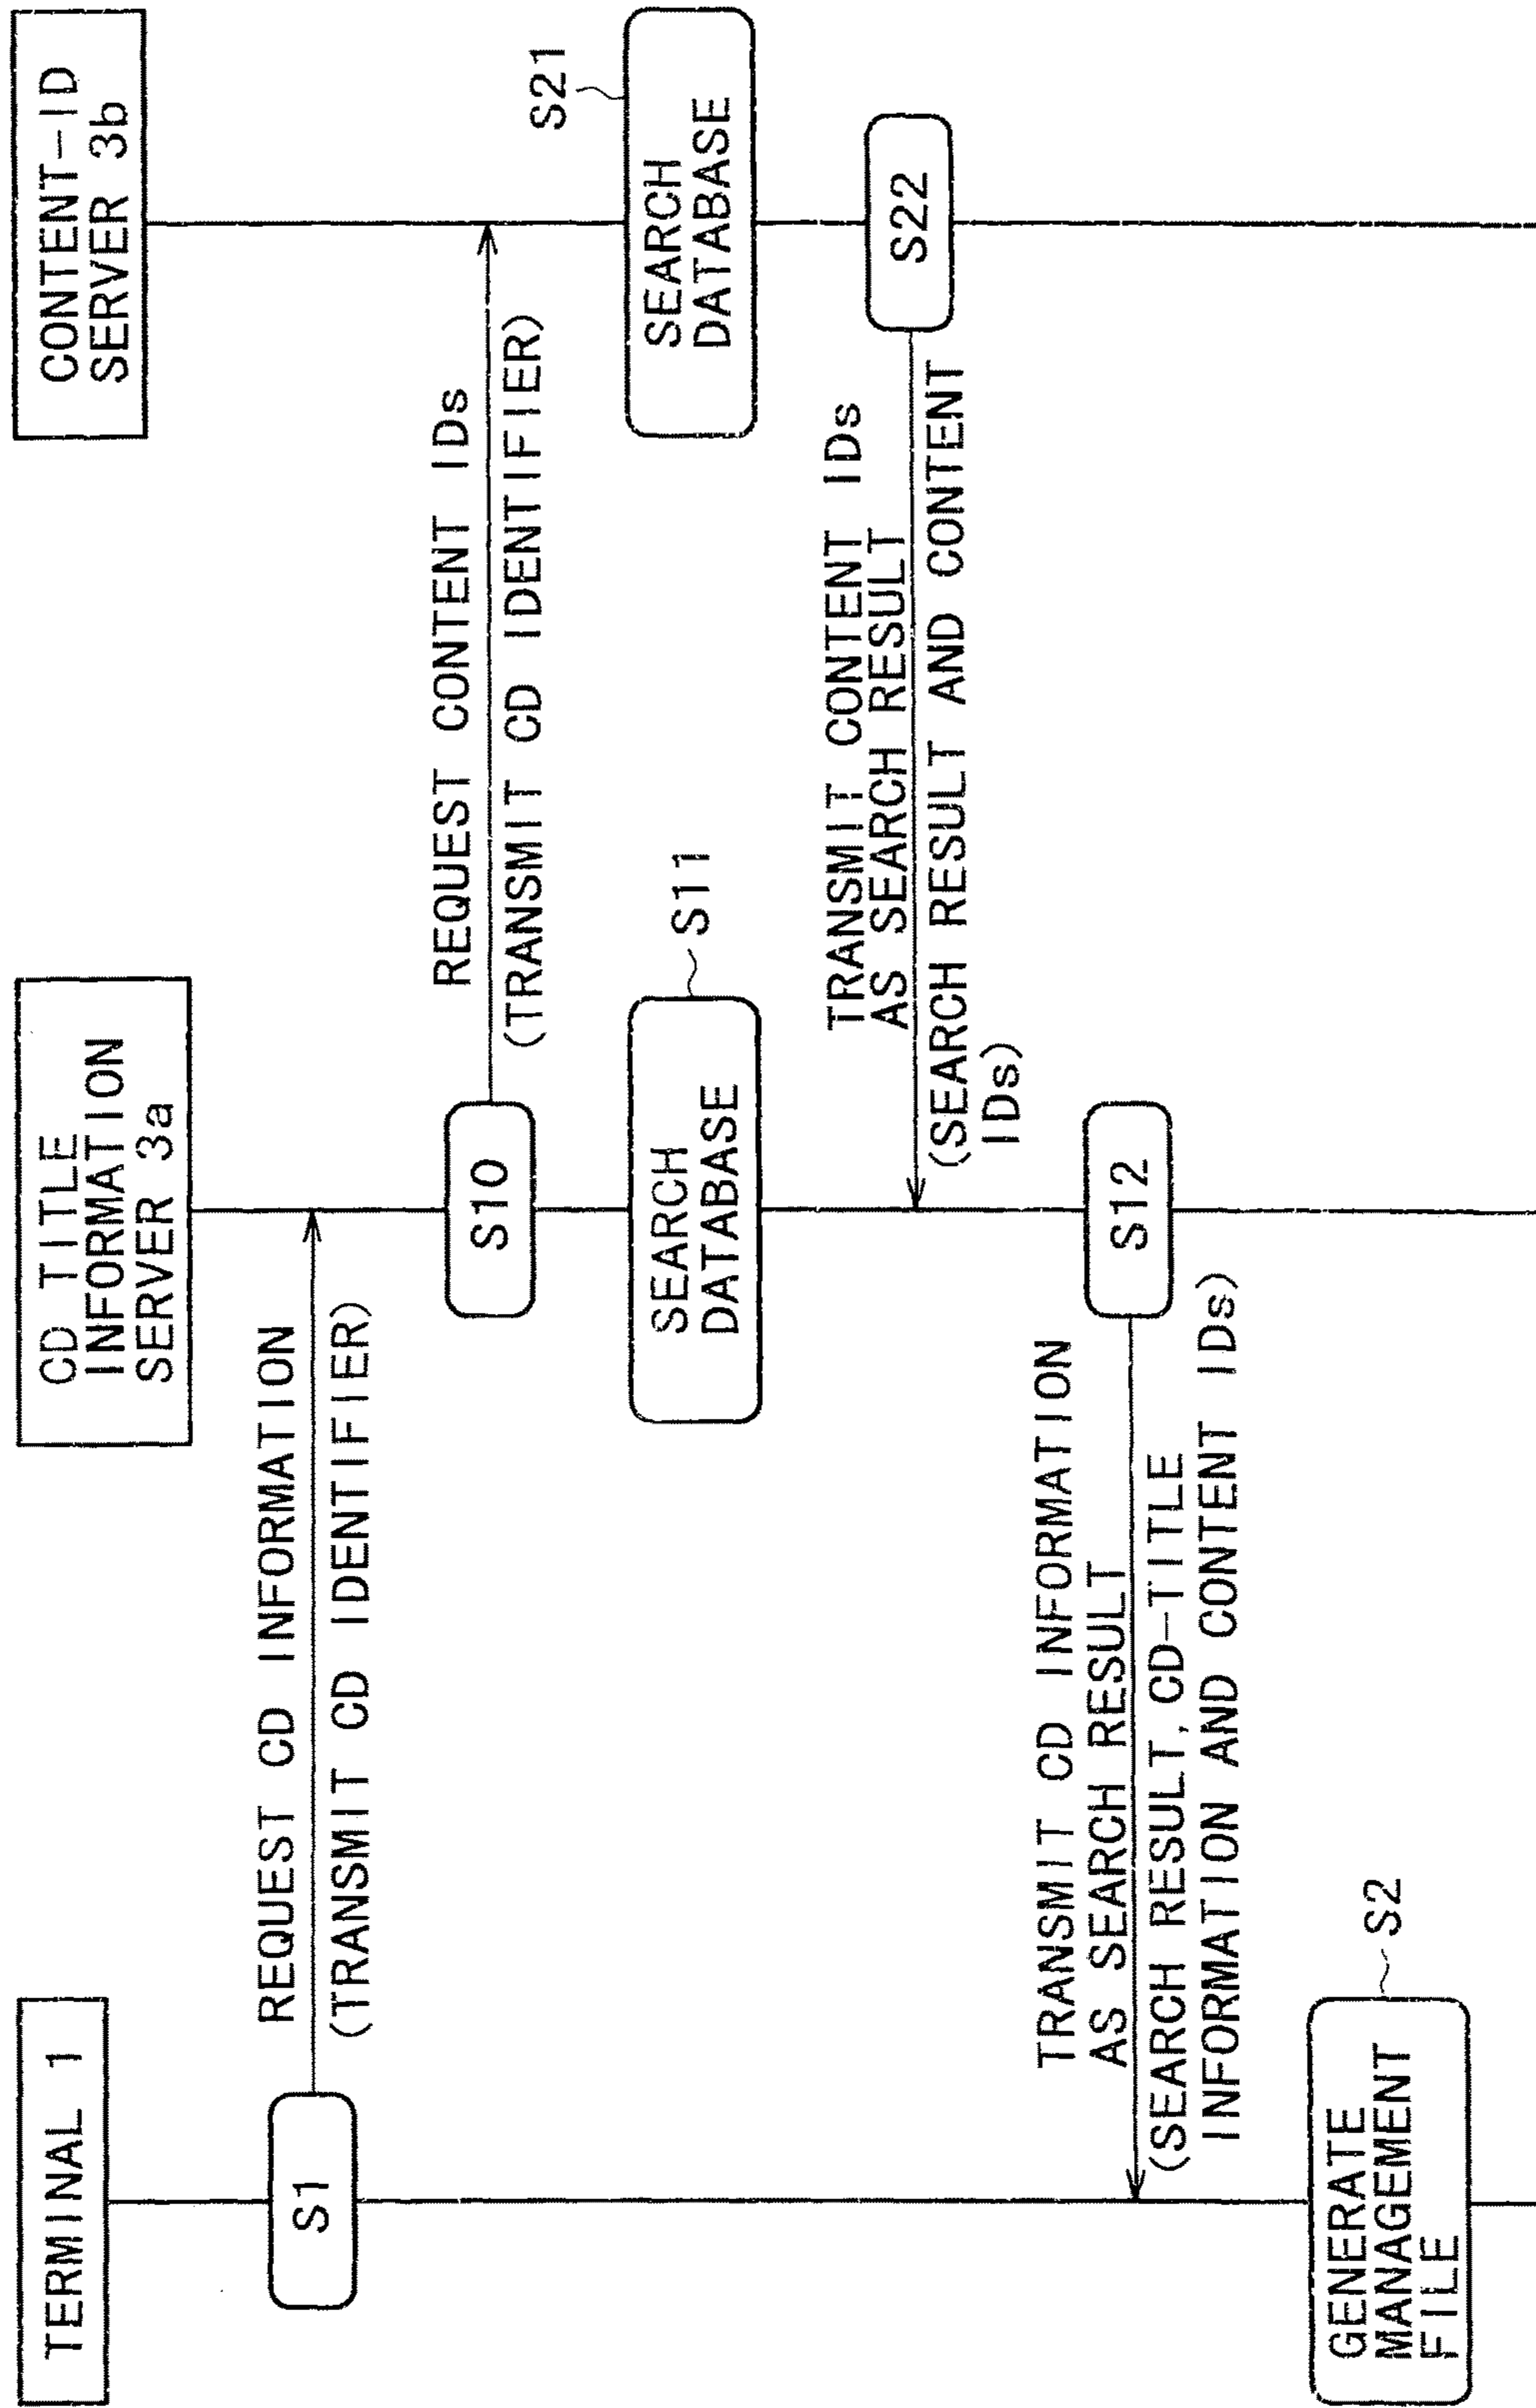 TERMINAL 1
CD TITLE
INFORMATION
SERVER 3a
CONTENT-ID
SERVER 3b
S1
REQUEST CD INFORMATION
(TRANSMIT CD IDENTIFIER)
S10
REQUEST CONTENT IDs
(TRANSMIT CD IDENTIFIER)
SEARCH
DATABASE
S11
SEARCH
DATABASE
S21
S22
TRANSMIT CONTENT IDs
AS SEARCH RESULT
(SEARCH RESULT AND CONTENT
IDs)
S12
TRANSMIT CD INFORMATION
AS SEARCH RESULT
(SEARCH RESULT, CD-TITLE
INFORMATION AND CONTENT IDs)
GENERATE
MANAGEMENT
FILE
S2